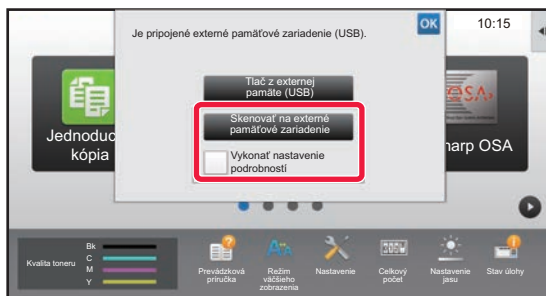 Je pripojené externé pamäťové zariadenie (USB).
OK
10:15
Tlač z externej
pamäte (USB)
Skenovať na externé
pamäťové zariadenie
Vykonať nastavenie
podrobností
Jednoduc
kópia
harp OSA
Kvalita toneru
Bk
C
M
Y
Prevádzková
príručka
Režim
väčšieho
zobrazenia
Nastavenie
Celkový
počet
Nastavenie
jasu
Stav úlohy